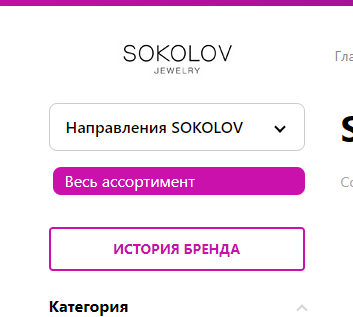 SOKOLOV
JEWELRY
Направления SOKOLOV
Весь ассортимент
ИСТОРИЯ БРЕНДА
Категория